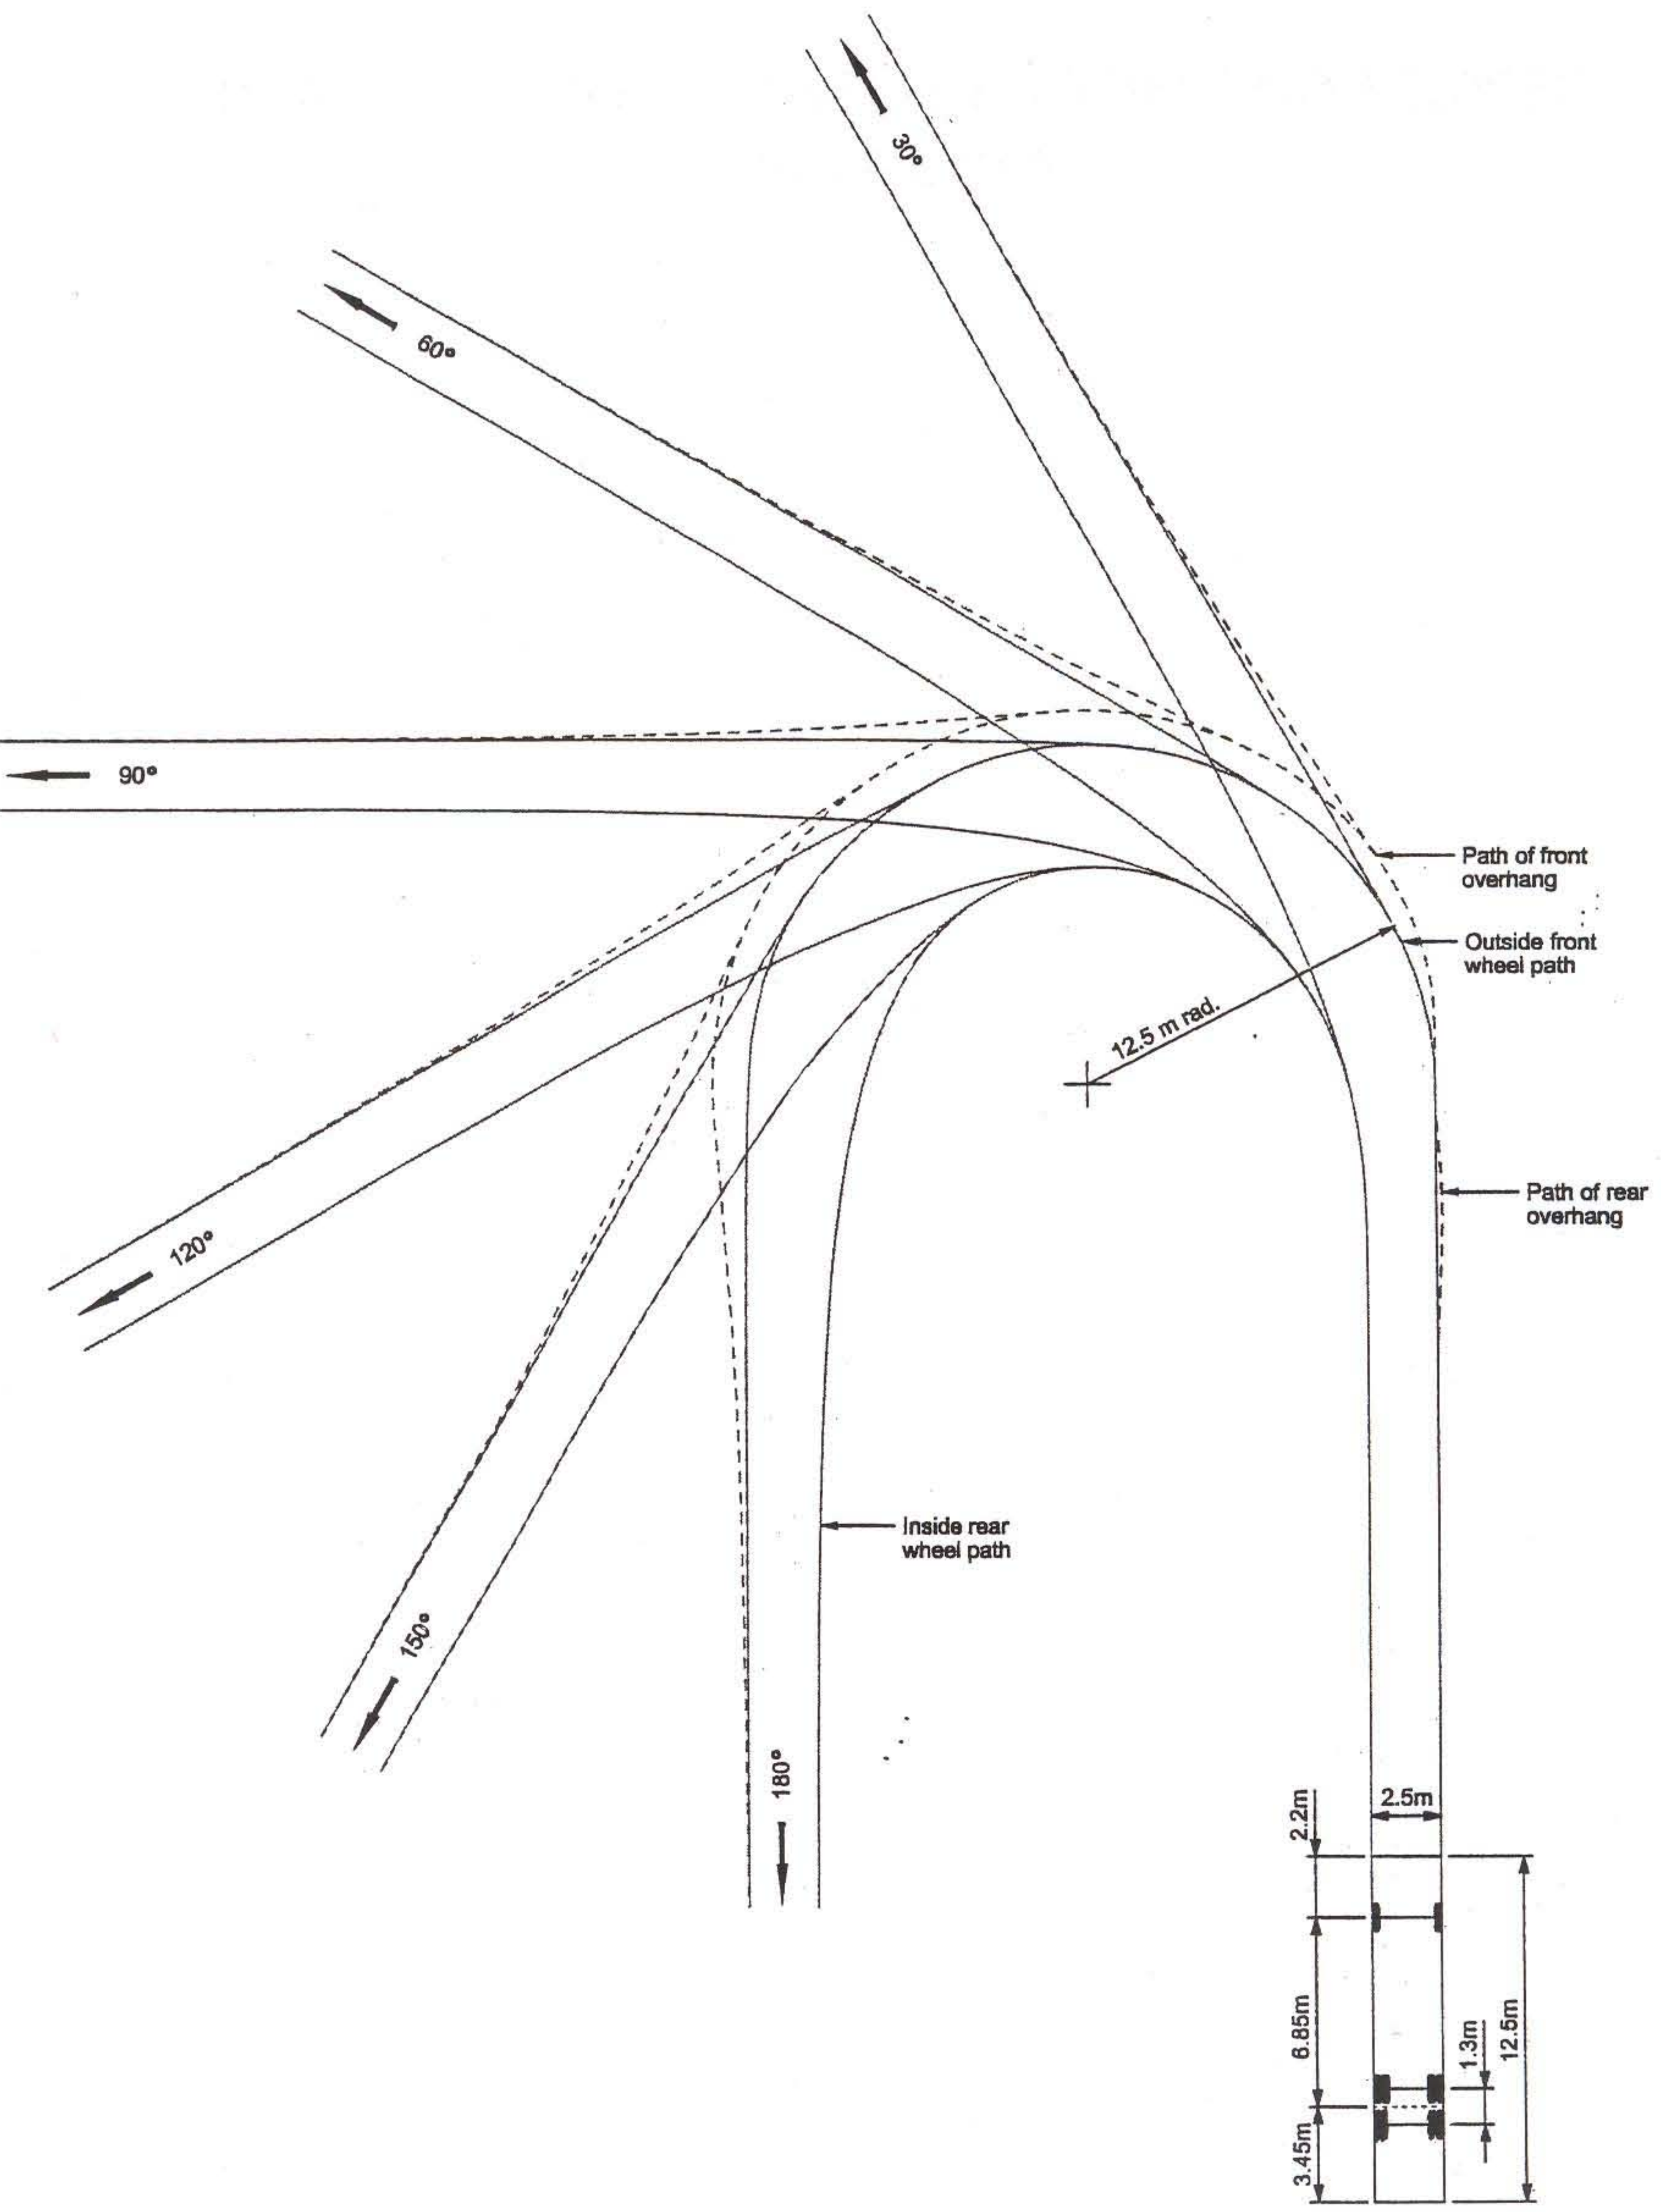 30°
60°
90°
Path of front
overhang
Outside front
wheel path
12.5 m rad.
Path of rear
overhang
120°
Inside rear
wheel path
150°
180°
2.2m
2.5m
6.85m
1.3m
12.5m
3.45m